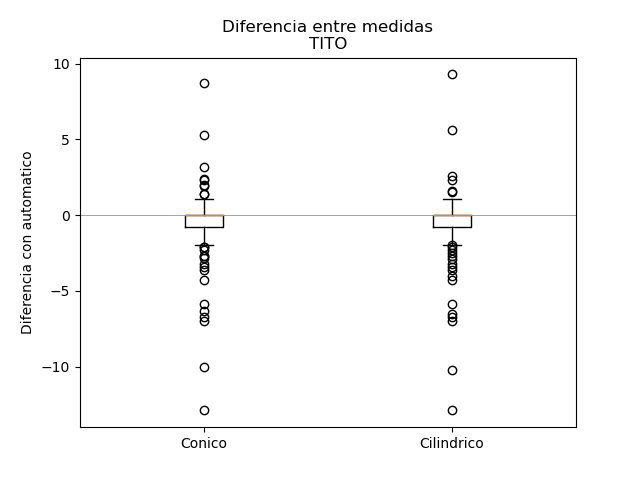 Diferencia entre medidas
TITO
Diferencia con automatico
10
5
0
−5
−10
Conico
Cilindrico